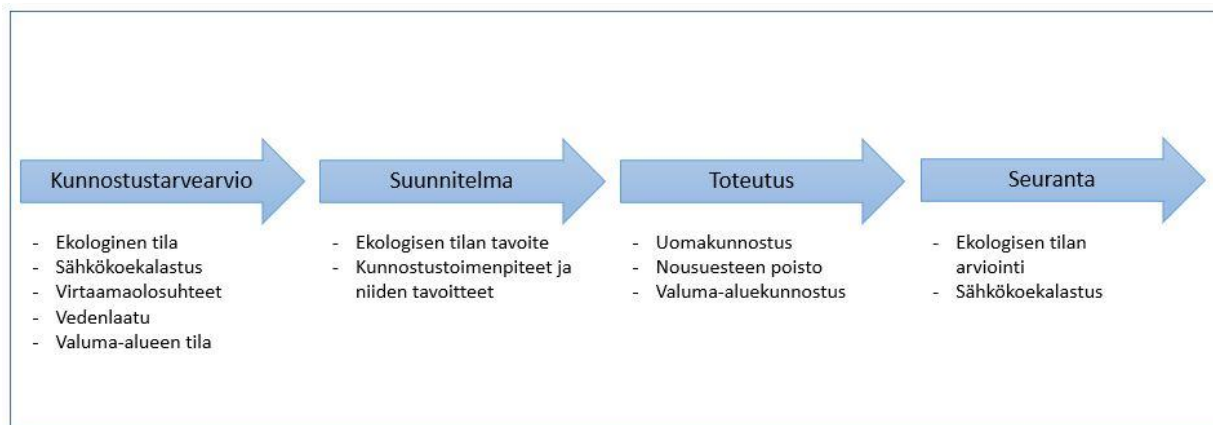 Kunnostustarvearvio
- Ekologinen tila
- Sähkökoekalastus
- Virtaamaolosuhteet
- Vedenlaatu
- Valuma-alueen tila
Suunnitelma
- Ekologisen tilan tavoite
- Kunnostustoimenpiteet ja
niiden tavoitteet
Toteutus
- Uomakunnostus
- Nousuesteen poisto
- Valuma-aluekunnostus
Seuranta
- Ekologisen tilan
arviointi
- Sähkökoekalastus